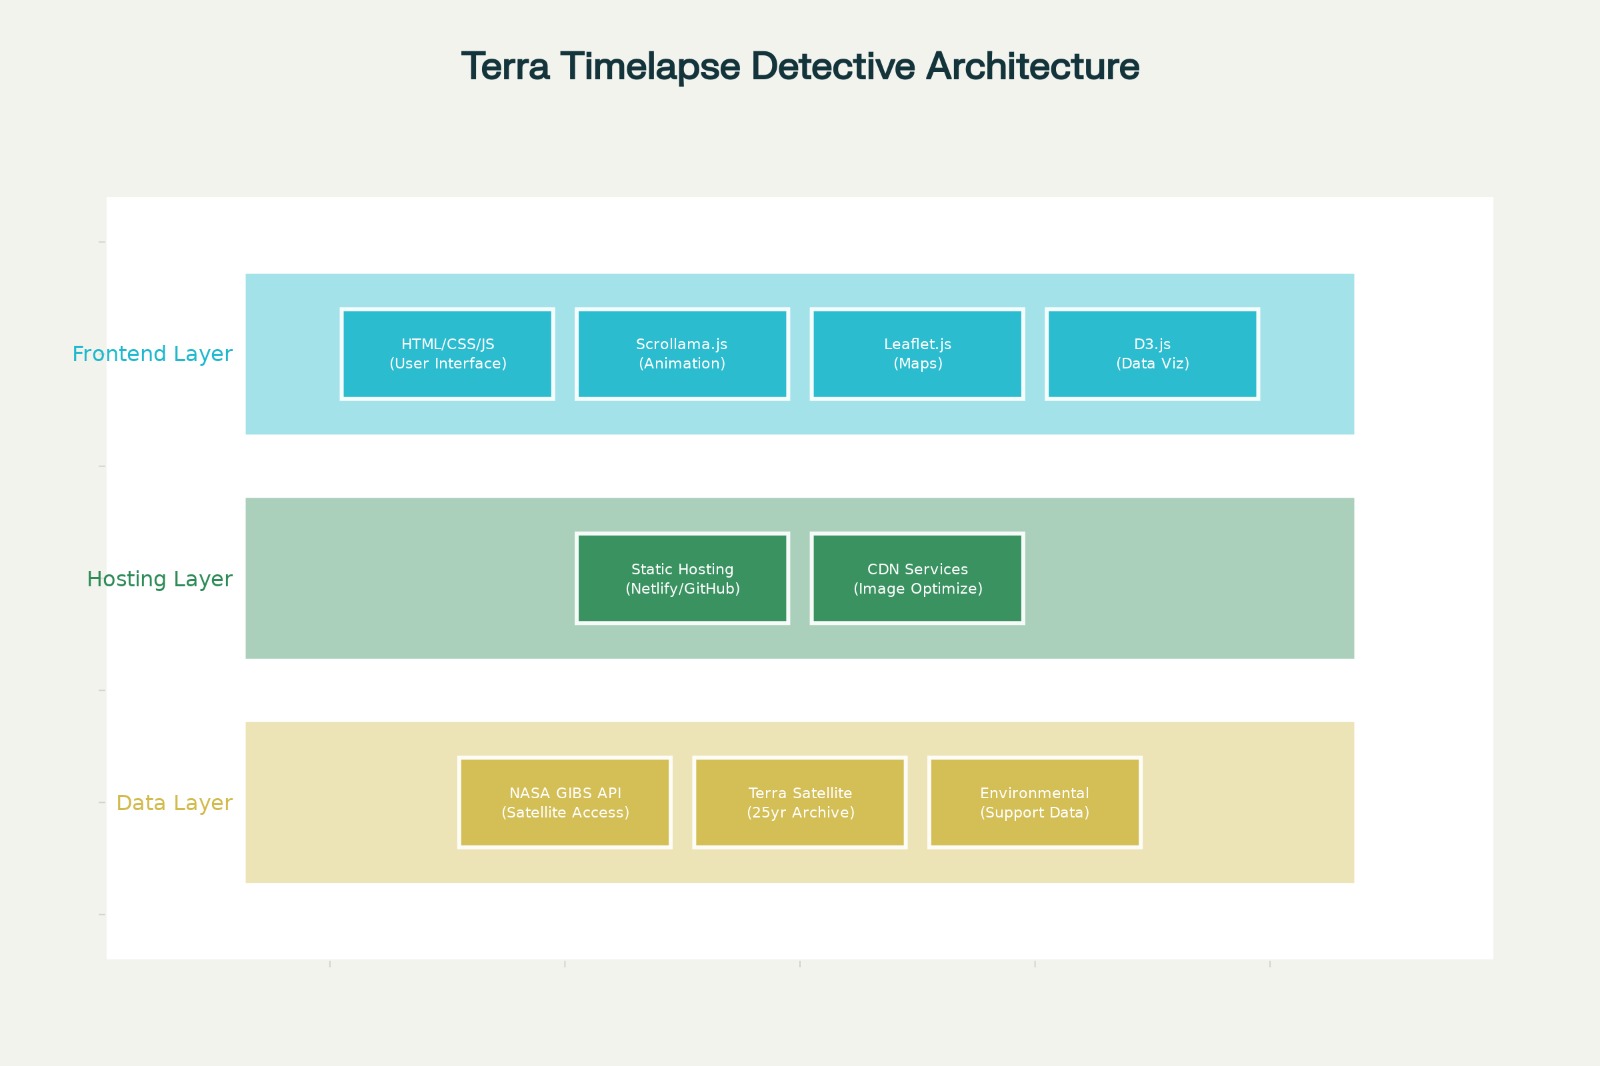 Terra Timelapse Detective Architecture
Frontend Layer
HTML/CSS/JS
(User Interface)
Scrollama.js
(Animation)
Leaflet.js
(Maps)
D3.js
(Data Viz)
Hosting Layer
Static Hosting
(Netlify/GitHub)
CDN Services
(Image Optimize)
Data Layer
NASA GIBS API
(Satellite Access)
Terra Satellite
(25yr Archive)
Environmental
(Support Data)